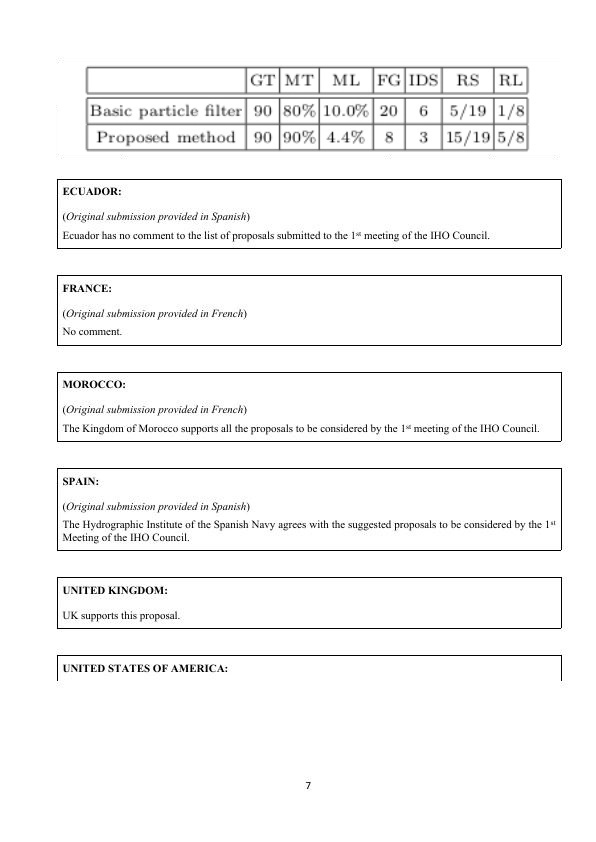 GT MT ML FG IDS RS RL
Basic particle filter 90 80% 10.0% 20 6 5/19 1/8
Proposed method 90 90% 4.4% 8 3 15/19 5/8
ECUADOR:
(Original submission provided in Spanish)
Ecuador has no comment to the list of proposals submitted to the 1st meeting of the IHO Council.
FRANCE:
(Original submission provided in French)
No comment.
MOROCCO:
(Original submission provided in French)
The Kingdom of Morocco supports all the proposals to be considered by the 1st meeting of the IHO Council.
SPAIN:
(Original submission provided in Spanish)
The Hydrographic Institute of the Spanish Navy agrees with the suggested proposals to be considered by the 1st
Meeting of the IHO Council.
UNITED KINGDOM:
UK supports this proposal.
UNITED STATES OF AMERICA:
7